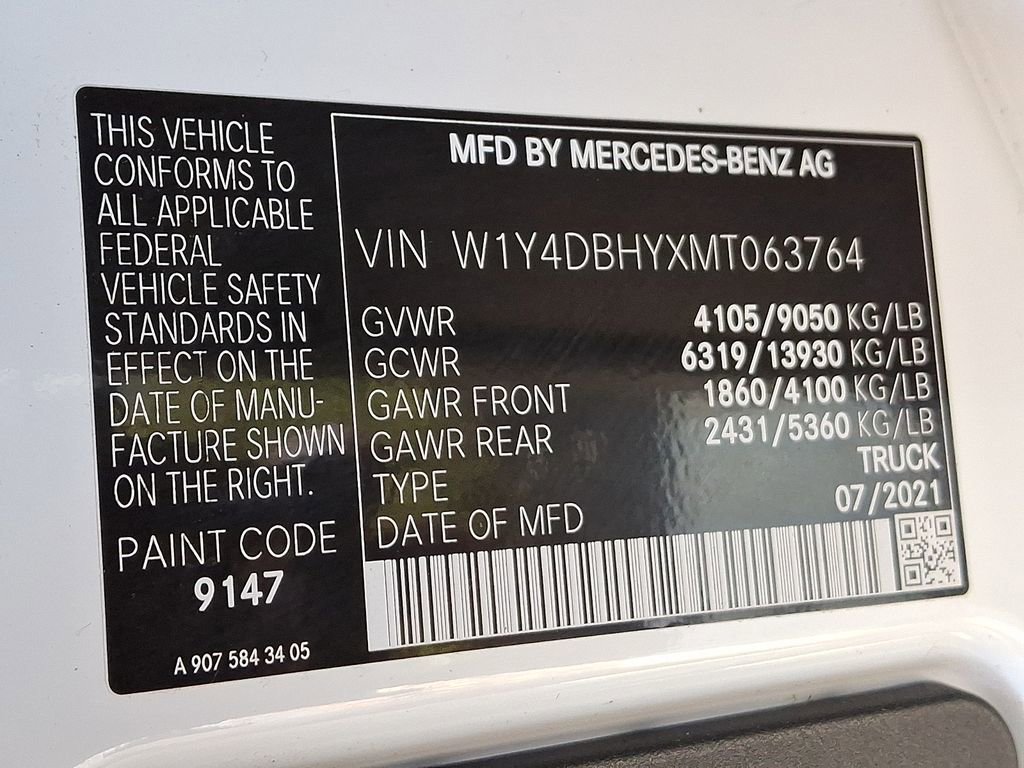 THIS VEHICLE
CONFORMS TO
ALL APPLICABLE
FEDERAL
VEHICLE SAFETY
STANDARDS IN
EFFECT ON THE
DATE OF MANU-
FACTURE SHOWN
ON THE RIGHT.
PAINT CODE
9147
A 907 584 34 05
MFD BY MERCEDES-BENZ AG
VIN W1Y4DBHYXMT063764
GVWR 4105/9050 KG/LB
GCWR 6319/13930 KG/LB
GAWR FRONT 1860/4100 KG/LB
GAWR REAR 2431/5360 KG/LB
TYPE TRUCK
DATE OF MFD 07/2021